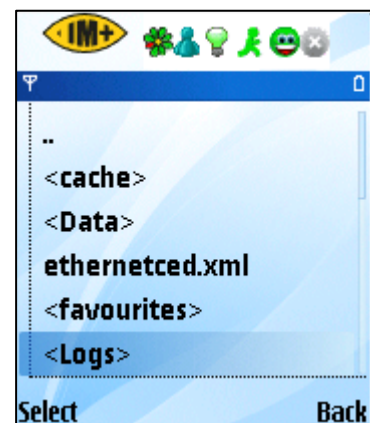 IM+
..
<cache>
<Data>
ethernetced.xml
<favourites>
<Logs>
Select Back